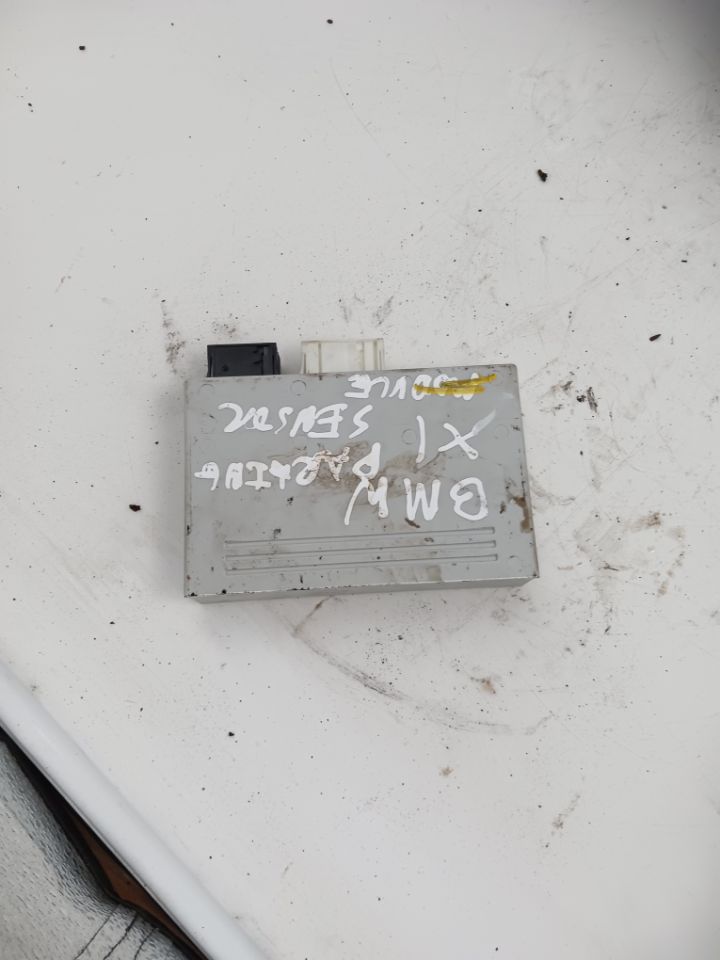 BMW
X1
PARKING
SENSOR
MODULE